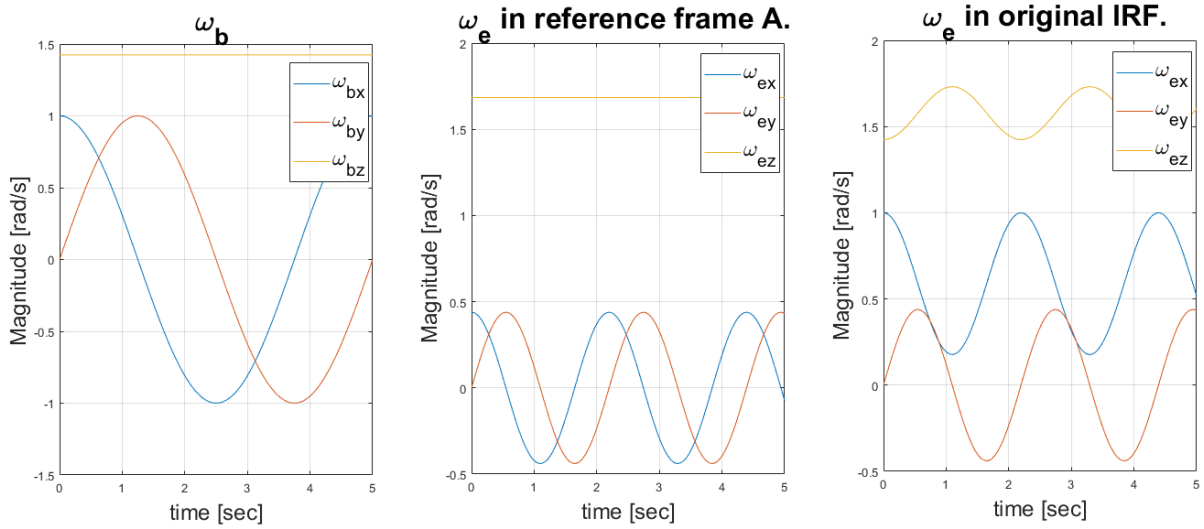 ω_b
1.5
1
0.5
0
-0.5
-1
-1.5
0 1 2 3 4 5
Magnitude [rad/s]
time [sec]
ω_bx
ω_by
ω_bz
ω_e in reference frame A.
2
1.5
1
0.5
0
-0.5
0 1 2 3 4 5
Magnitude [rad/s]
time [sec]
ω_ex
ω_ey
ω_ez
ω_e in original IRF.
2
1.5
1
0.5
0
-0.5
0 1 2 3 4 5
Magnitude [rad/s]
time [sec]
ω_ex
ω_ey
ω_ez